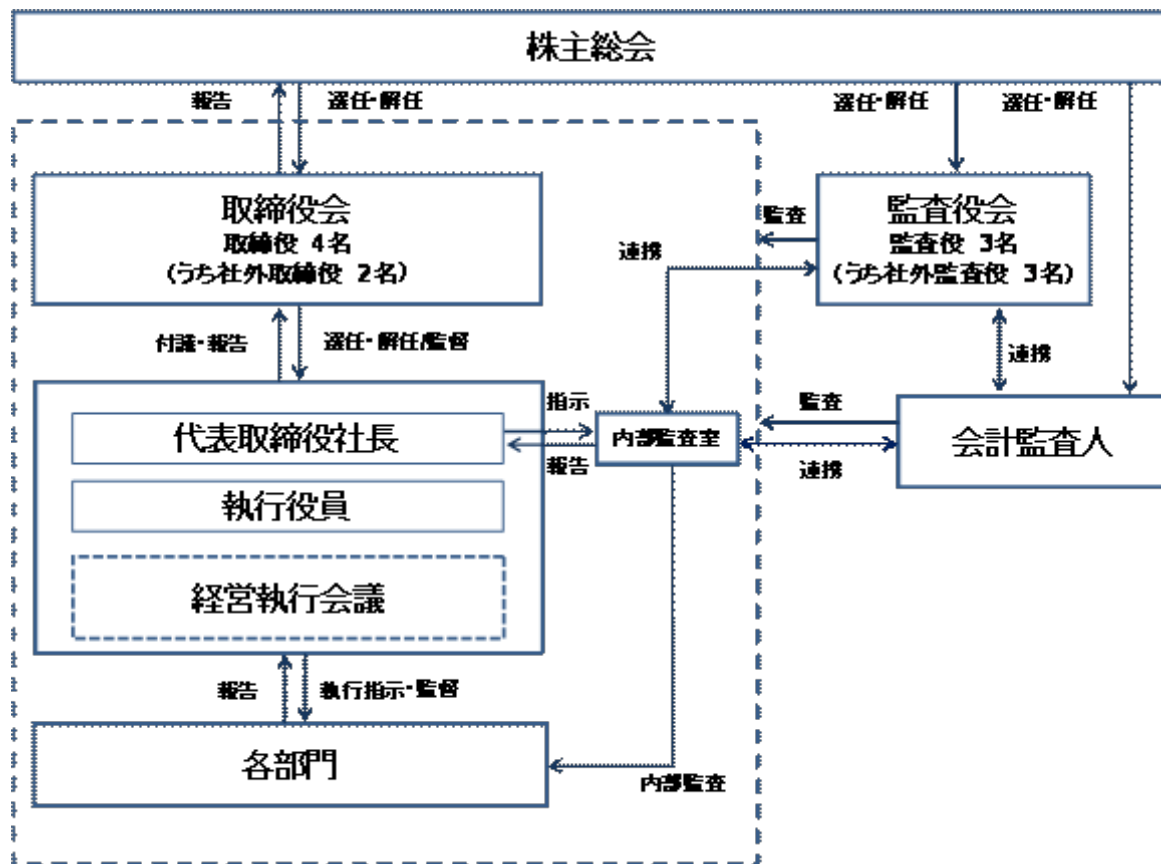 株主総会
報告
選任・解任
選任・解任
選任・解任
取締役会
取締役 4名
(うち社外取締役 2名)
監査役会
監査役 3名
(うち社外監査役 3名)
監査
連携
付議・報告
選任・解任/監督
連携
代表取締役社長
指示
報告
内部監査室
監査
連携
会計監査人
執行役員
経営執行会議
報告
執行指示・監督
各部門
内部監査